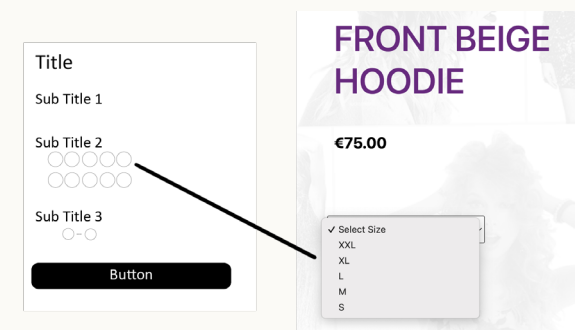 Title
Sub Title 1
Sub Title 2
Sub Title 3
Button
FRONT BEIGE
HOODIE
€75.00
✓ Select Size
XXL
XL
L
M
S